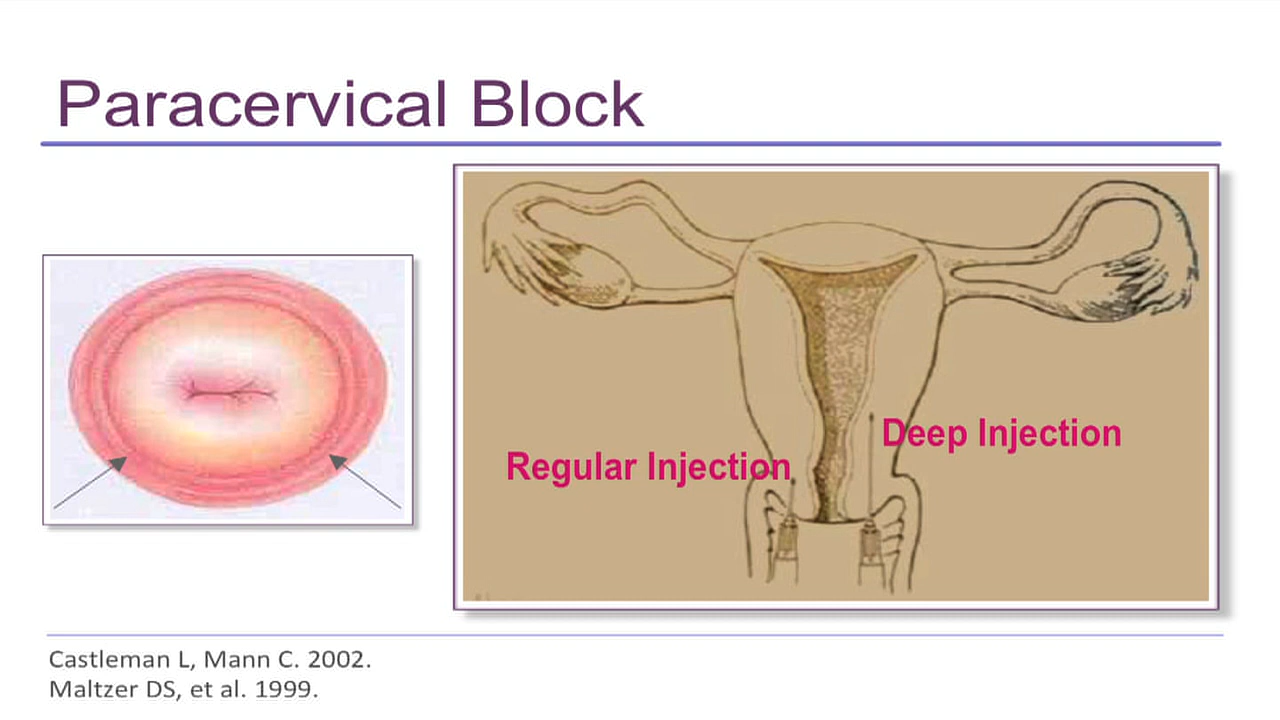 Paracervical Block
Regular Injection
Deep Injection
Castleman L, Mann C. 2002.
Maltzer DS, et al. 1999.